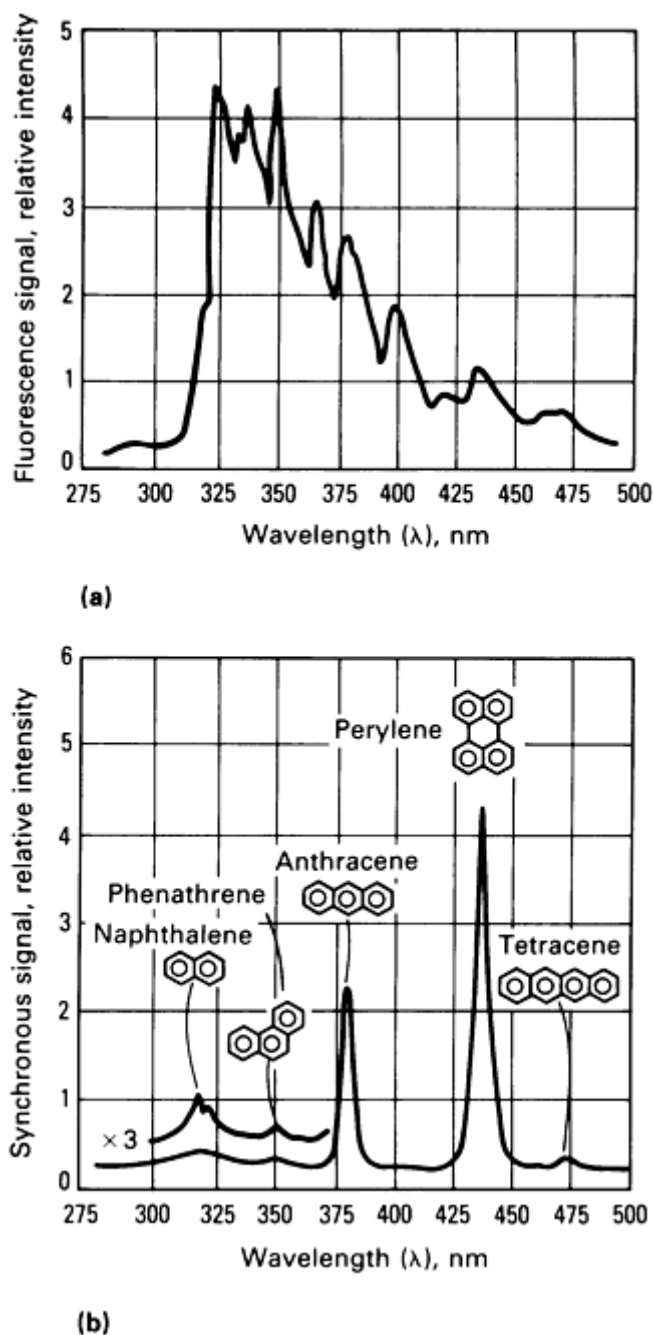 Fluorescence signal, relative intensity
5
4
3
2
1
0
275 300 325 350 375 400 425 450 475 500
Wavelength (λ), nm
(a)
Synchronous signal, relative intensity
6
5
4
3
2
1
0
Perylene
Anthracene
Phenathrene
Naphthalene
Tetracene
× 3
275 300 325 350 375 400 425 450 475 500
Wavelength (λ), nm
(b)